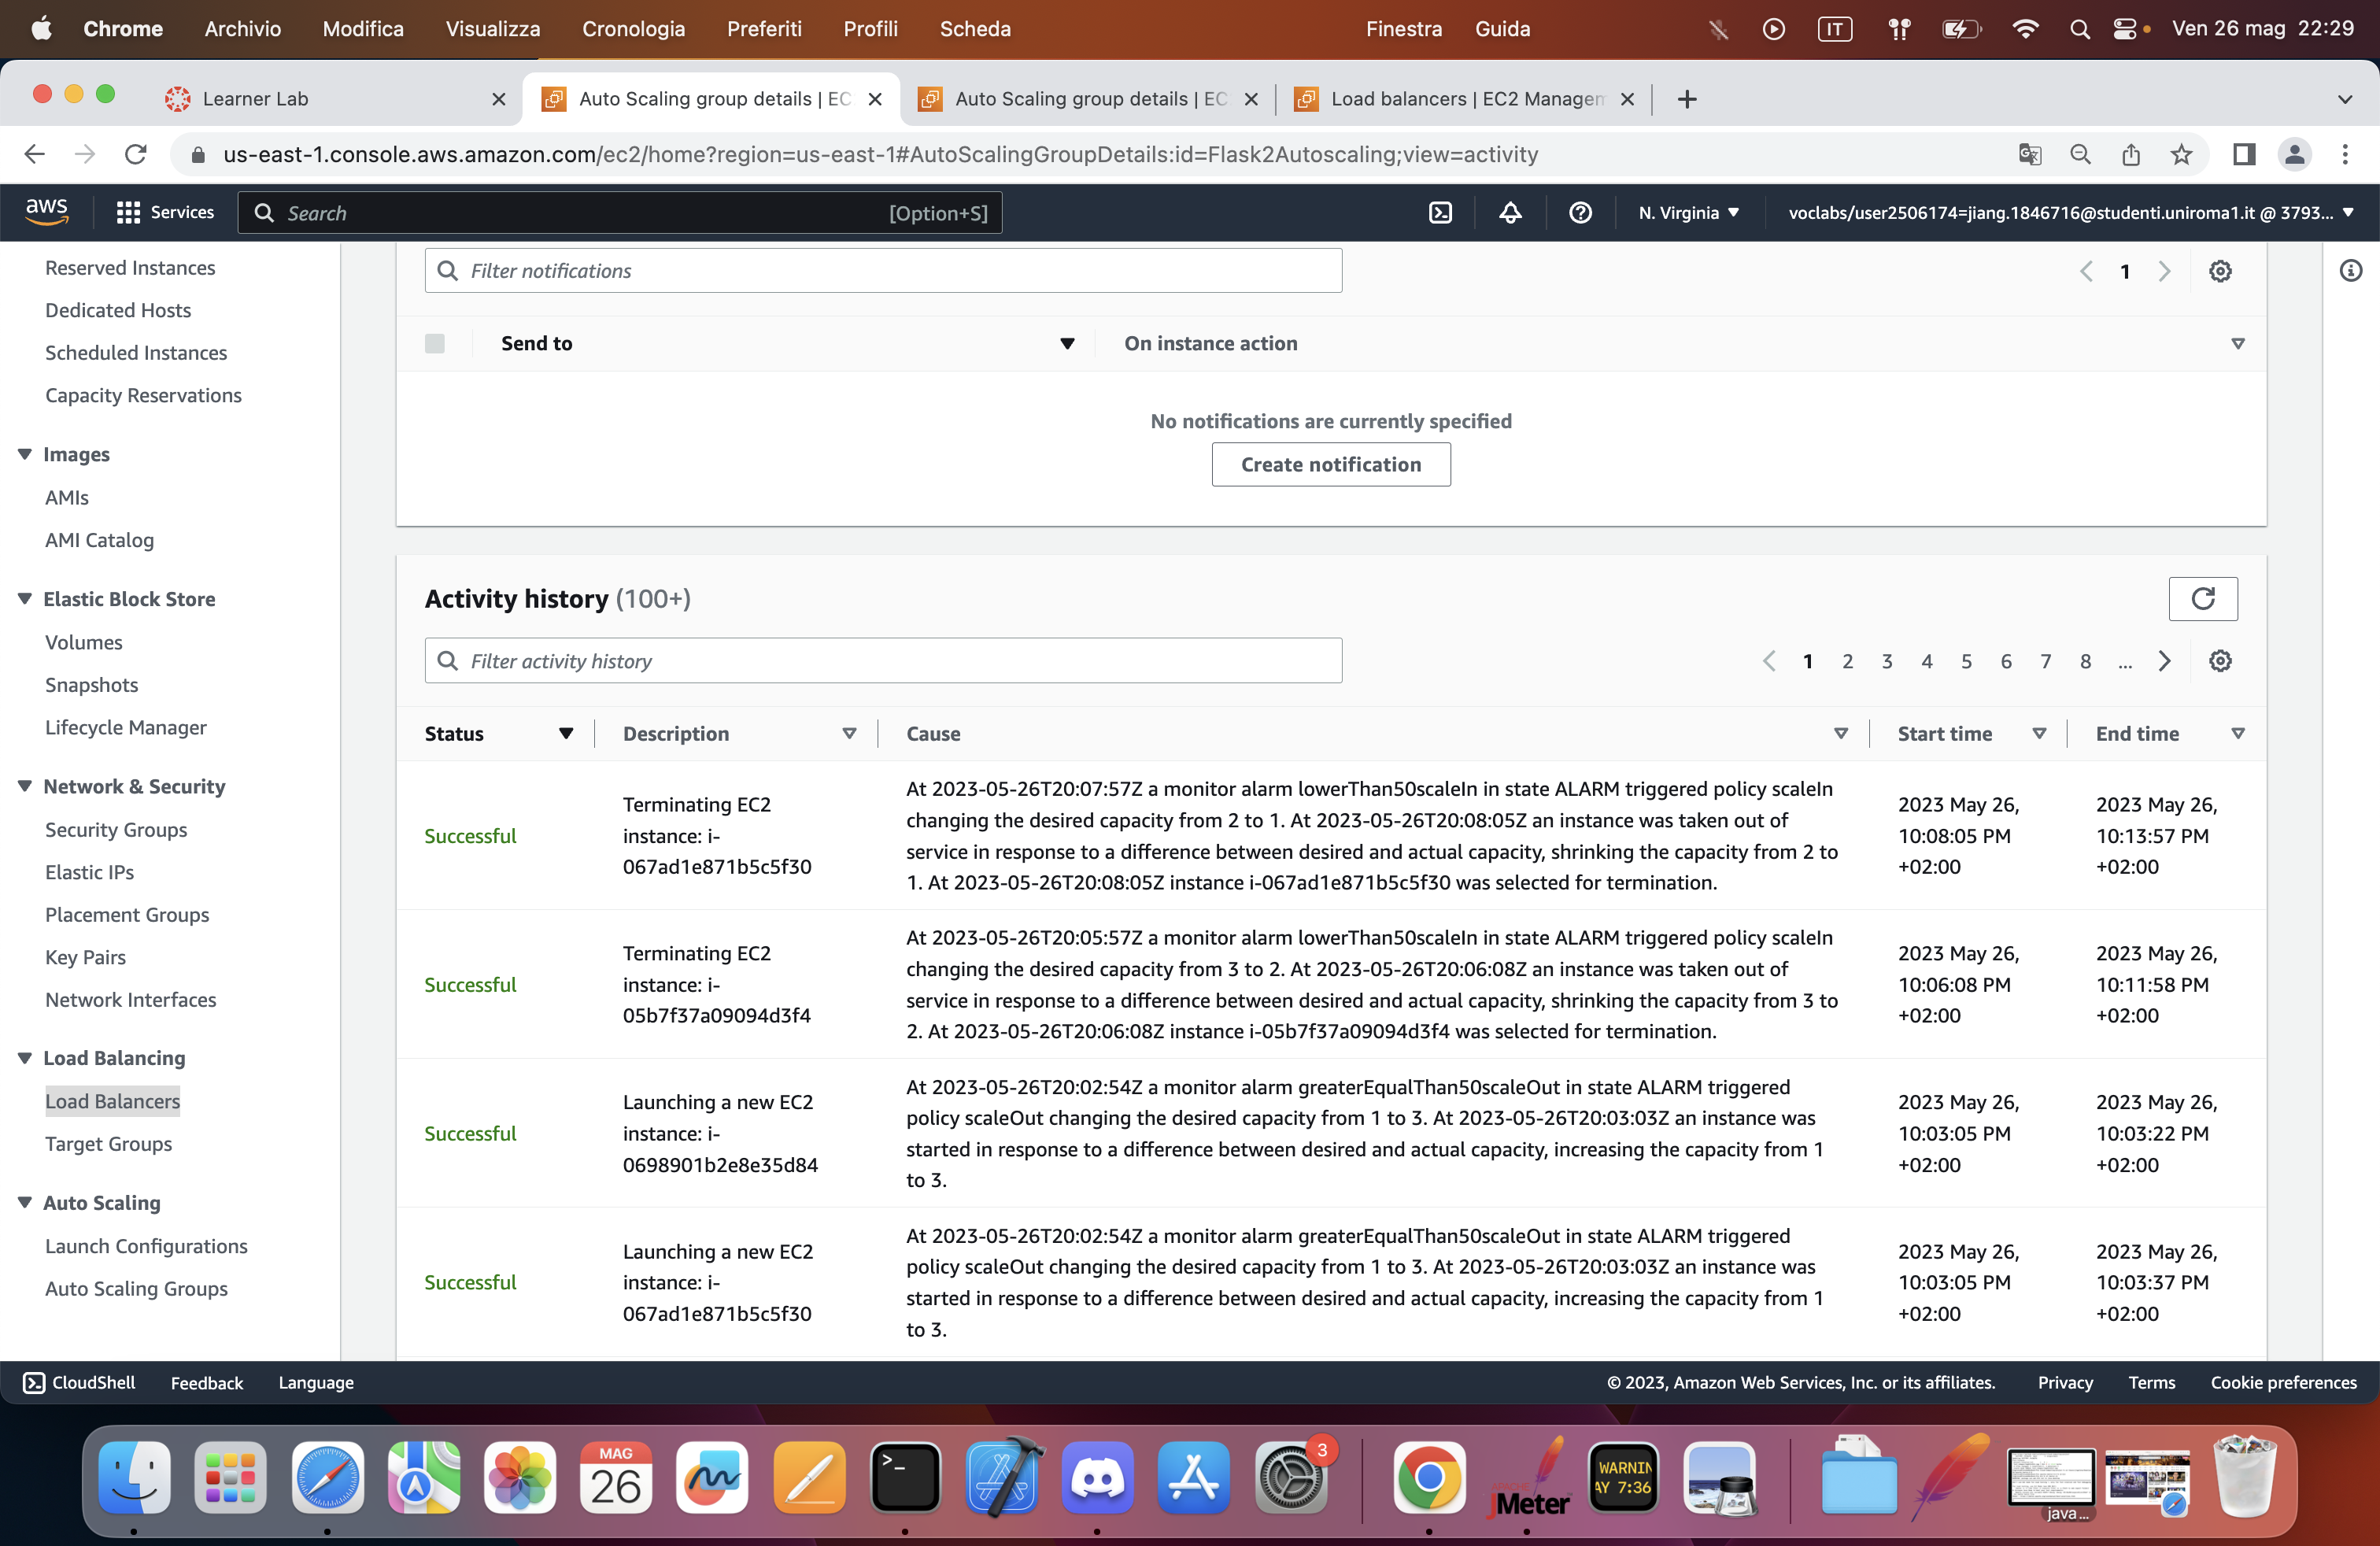 Chrome Archivio Modifica Visualizza Cronologia Preferiti Profili Scheda Finestra Guida IT Ven 26 mag 22:29
Learner Lab Auto Scaling group details | EC Auto Scaling group details | EC Load balancers | EC2 Managem
us-east-1.console.aws.amazon.com/ec2/home?region=us-east-1#AutoScalingGroupDetails:id=Flask2Autoscaling;view=activity
aws Services Search [Option+S] N. Virginia voclabs/user2506174=jiang.1846716@studenti.uniroma1.it @ 3793...
Reserved Instances
Dedicated Hosts
Scheduled Instances
Capacity Reservations
Images
AMIs
AMI Catalog
Elastic Block Store
Volumes
Snapshots
Lifecycle Manager
Network & Security
Security Groups
Elastic IPs
Placement Groups
Key Pairs
Network Interfaces
Load Balancing
Load Balancers
Target Groups
Auto Scaling
Launch Configurations
Auto Scaling Groups
Filter notifications 1
Send to On instance action
No notifications are currently specified
Create notification
Activity history (100+)
Filter activity history 1 2 3 4 5 6 7 8 ...
Status Description Cause Start time End time
Successful
Terminating EC2
instance: i-
067ad1e871b5c5f30
At 2023-05-26T20:07:57Z a monitor alarm lowerThan50scaleIn in state ALARM triggered policy scaleIn
changing the desired capacity from 2 to 1. At 2023-05-26T20:08:05Z an instance was taken out of
service in response to a difference between desired and actual capacity, shrinking the capacity from 2 to
1. At 2023-05-26T20:08:05Z instance i-067ad1e871b5c5f30 was selected for termination.
2023 May 26,
10:08:05 PM
+02:00
2023 May 26,
10:13:57 PM
+02:00
Successful
Terminating EC2
instance: i-
05b7f37a09094d3f4
At 2023-05-26T20:05:57Z a monitor alarm lowerThan50scaleIn in state ALARM triggered policy scaleIn
changing the desired capacity from 3 to 2. At 2023-05-26T20:06:08Z an instance was taken out of
service in response to a difference between desired and actual capacity, shrinking the capacity from 3 to
2. At 2023-05-26T20:06:08Z instance i-05b7f37a09094d3f4 was selected for termination.
2023 May 26,
10:06:08 PM
+02:00
2023 May 26,
10:11:58 PM
+02:00
Successful
Launching a new EC2
instance: i-
0698901b2e8e35d84
At 2023-05-26T20:02:54Z a monitor alarm greaterEqualThan50scaleOut in state ALARM triggered
policy scaleOut changing the desired capacity from 1 to 3. At 2023-05-26T20:03:03Z an instance was
started in response to a difference between desired and actual capacity, increasing the capacity from 1
to 3.
2023 May 26,
10:03:05 PM
+02:00
2023 May 26,
10:03:22 PM
+02:00
Successful
Launching a new EC2
instance: i-
067ad1e871b5c5f30
At 2023-05-26T20:02:54Z a monitor alarm greaterEqualThan50scaleOut in state ALARM triggered
policy scaleOut changing the desired capacity from 1 to 3. At 2023-05-26T20:03:03Z an instance was
started in response to a difference between desired and actual capacity, increasing the capacity from 1
to 3.
2023 May 26,
10:03:05 PM
+02:00
2023 May 26,
10:03:37 PM
+02:00
CloudShell Feedback Language © 2023, Amazon Web Services, Inc. or its affiliates. Privacy Terms Cookie preferences
MAG
26
3
JMeter
WARNIN
AY 7:36
java ...